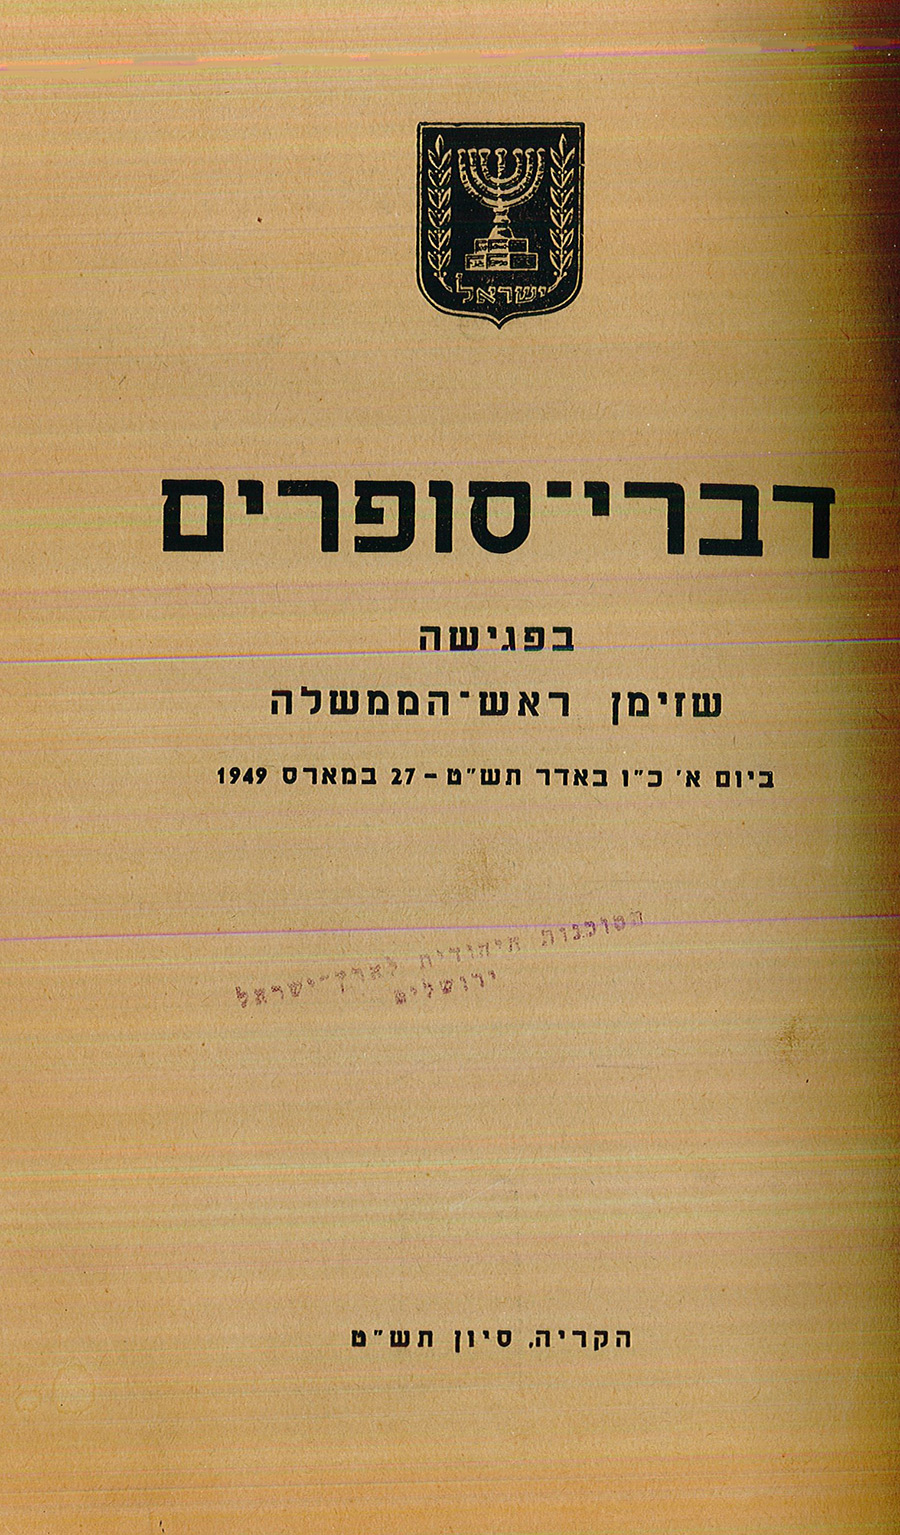 ישראל
דברי־סופרים
בפגישה
שזימן ראש־הממשלה
ביום א׳ כ״ו באדר תש״ט – 27 במארס 1949
הסוכנות היהודית לארץ־ישראל
ירושלים
הקריה, סיון תש״ט